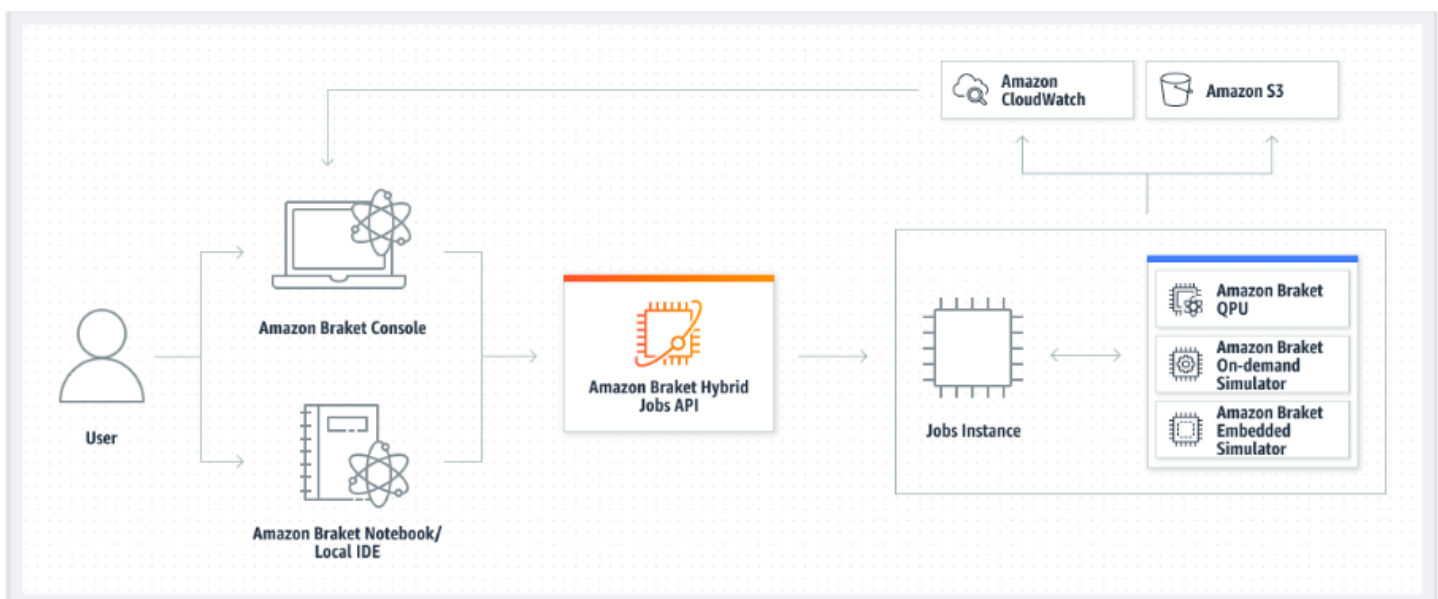 Amazon
CloudWatch
Amazon S3
Amazon Braket Console
User
Amazon Braket Notebook/
Local IDE
Amazon Braket Hybrid
Jobs API
Jobs Instance
Amazon Braket
QPU
Amazon Braket
On-demand
Simulator
Amazon Braket
Embedded
Simulator